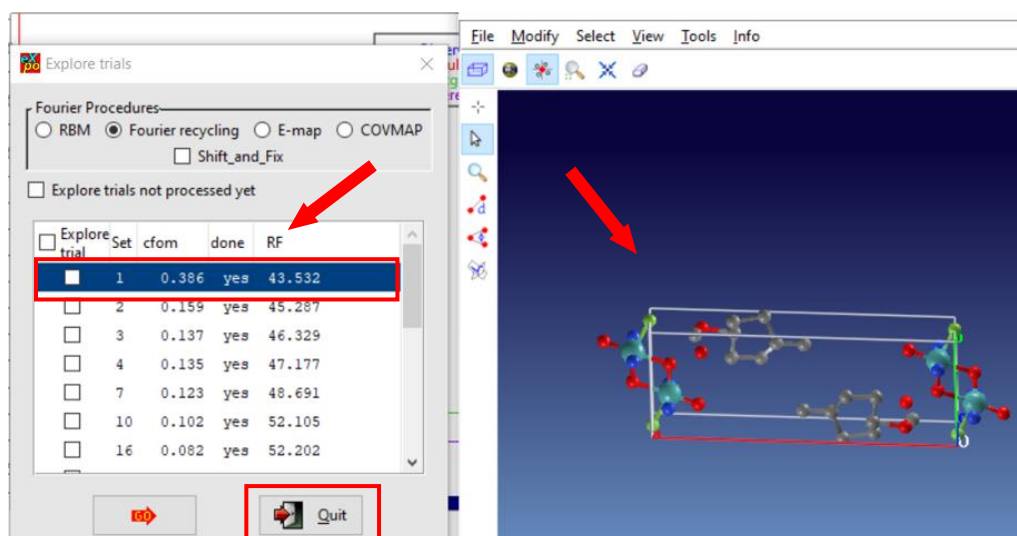 File Modify Select View Tools Info
Explore trials
Fourier Procedures
RBM Fourier recycling E-map COVMAP
Shift_and_Fix
Explore trials not processed yet
Explore trial Set cfom done RF
1 0.386 yes 43.532
2 0.159 yes 45.287
3 0.137 yes 46.329
4 0.135 yes 47.177
7 0.123 yes 48.691
10 0.102 yes 52.105
16 0.082 yes 52.202
GO
Quit